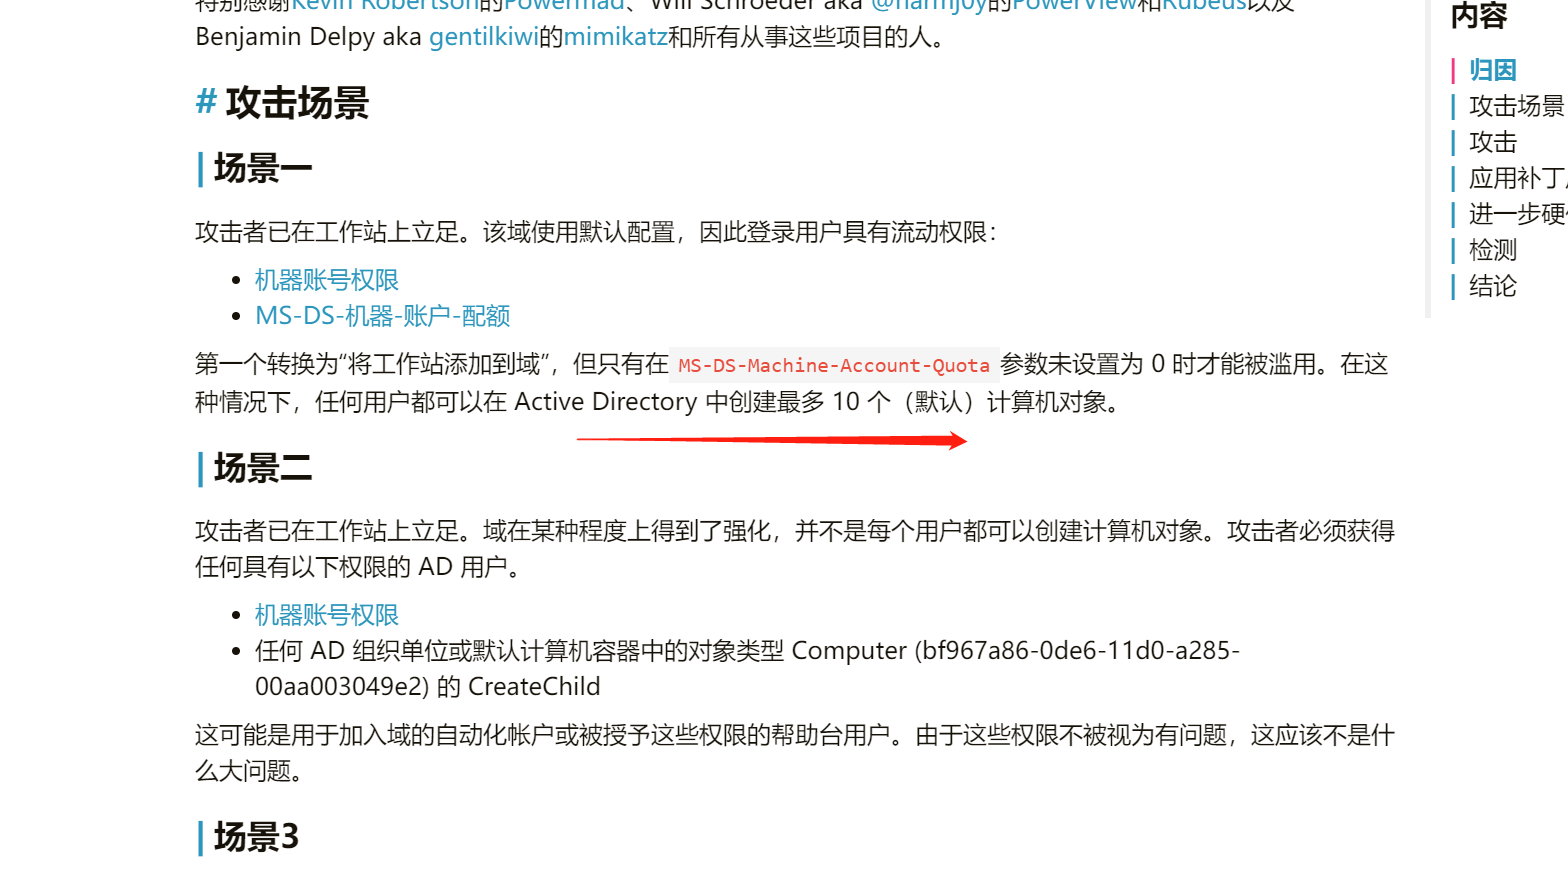 特别感谢Kevin Robertson的Powermad、Will Schroeder aka @harmj0y的PowerView和Rubeus以及
Benjamin Delpy aka gentilkiwi的mimikatz和所有从事这些项目的人。
# 攻击场景
场景一
攻击者已在工作站上立足。该域使用默认配置，因此登录用户具有流动权限：
机器账号权限
MS-DS-机器-账户-配额
第一个转换为“将工作站添加到域”，但只有在 MS-DS-Machine-Account-Quota 参数未设置为 0 时才能被滥用。在这
种情况下，任何用户都可以在 Active Directory 中创建最多 10 个（默认）计算机对象。
场景二
攻击者已在工作站上立足。域在某种程度上得到了强化，并不是每个用户都可以创建计算机对象。攻击者必须获得
任何具有以下权限的 AD 用户。
机器账号权限
任何 AD 组织单位或默认计算机容器中的对象类型 Computer (bf967a86-0de6-11d0-a285-
00aa003049e2) 的 CreateChild
这可能是用于加入域的自动化帐户或被授予这些权限的帮助台用户。由于这些权限不被视为有问题，这应该不是什
么大问题。
场景3
内容
归因
攻击场景
攻击
应用补丁
进一步硬
检测
结论